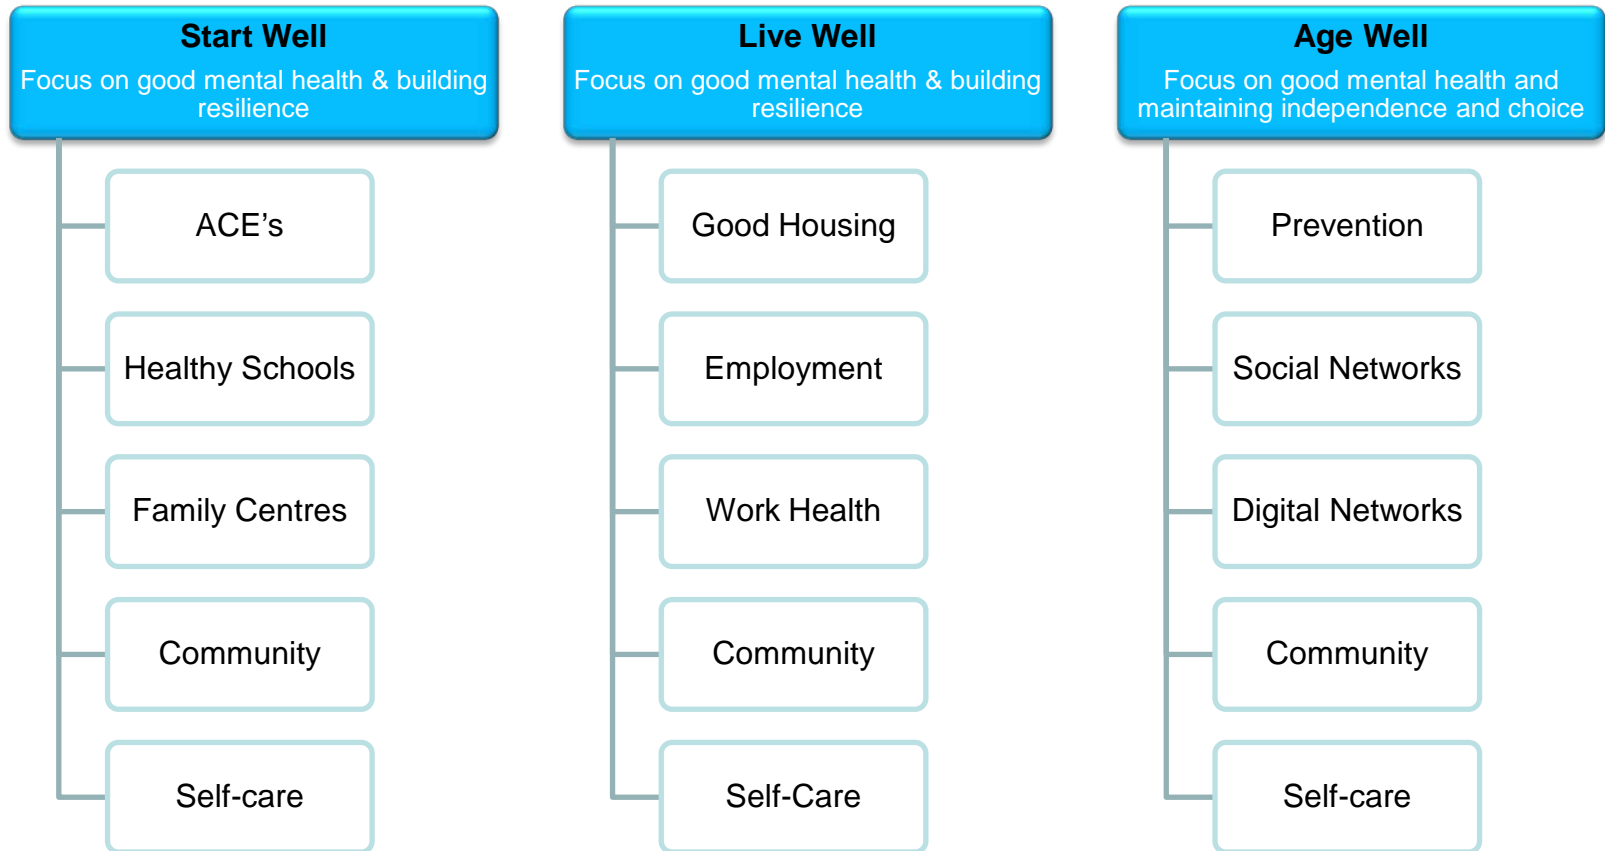 Start Well
Focus on good mental health & building
resilience
ACE’s
Healthy Schools
Family Centres
Community
Self-care
Live Well
Focus on good mental health & building
resilience
Good Housing
Employment
Work Health
Community
Self-Care
Age Well
Focus on good mental health and
maintaining independence and choice
Prevention
Social Networks
Digital Networks
Community
Self-care